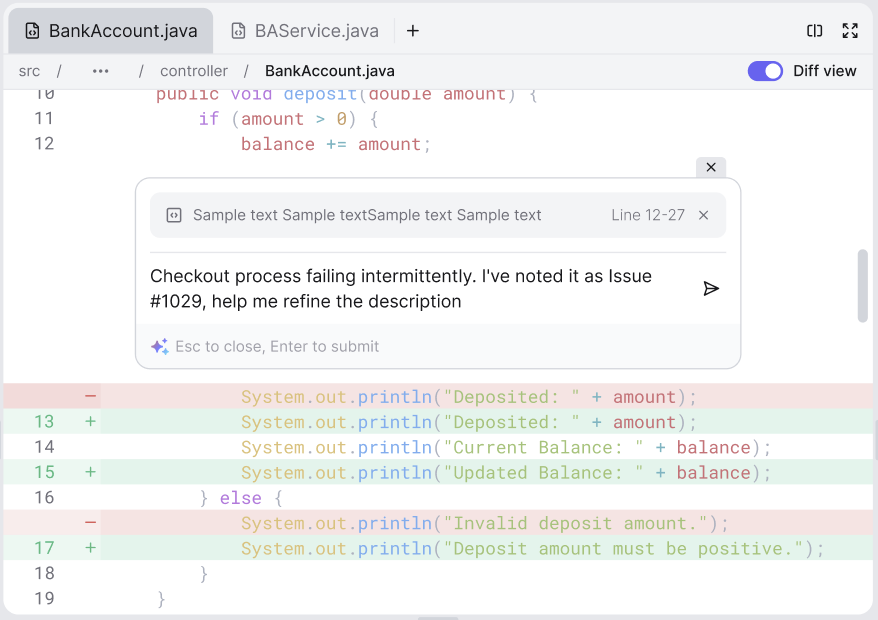 BankAccount.java BAService.java +
src / ••• / controller / BankAccount.java Diff view
10 public void deposit(double amount) {
11 if (amount > 0) {
12 balance += amount;
Sample text Sample textSample text Sample text Line 12-27
Checkout process failing intermittently. I've noted it as Issue
#1029, help me refine the description
Esc to close, Enter to submit
− System.out.println("Deposited: " + amount);
13 + System.out.println("Deposited: " + amount);
14 System.out.println("Current Balance: " + balance);
15 + System.out.println("Updated Balance: " + balance);
16 } else {
− System.out.println("Invalid deposit amount.");
17 + System.out.println("Deposit amount must be positive.");
18 }
19 }